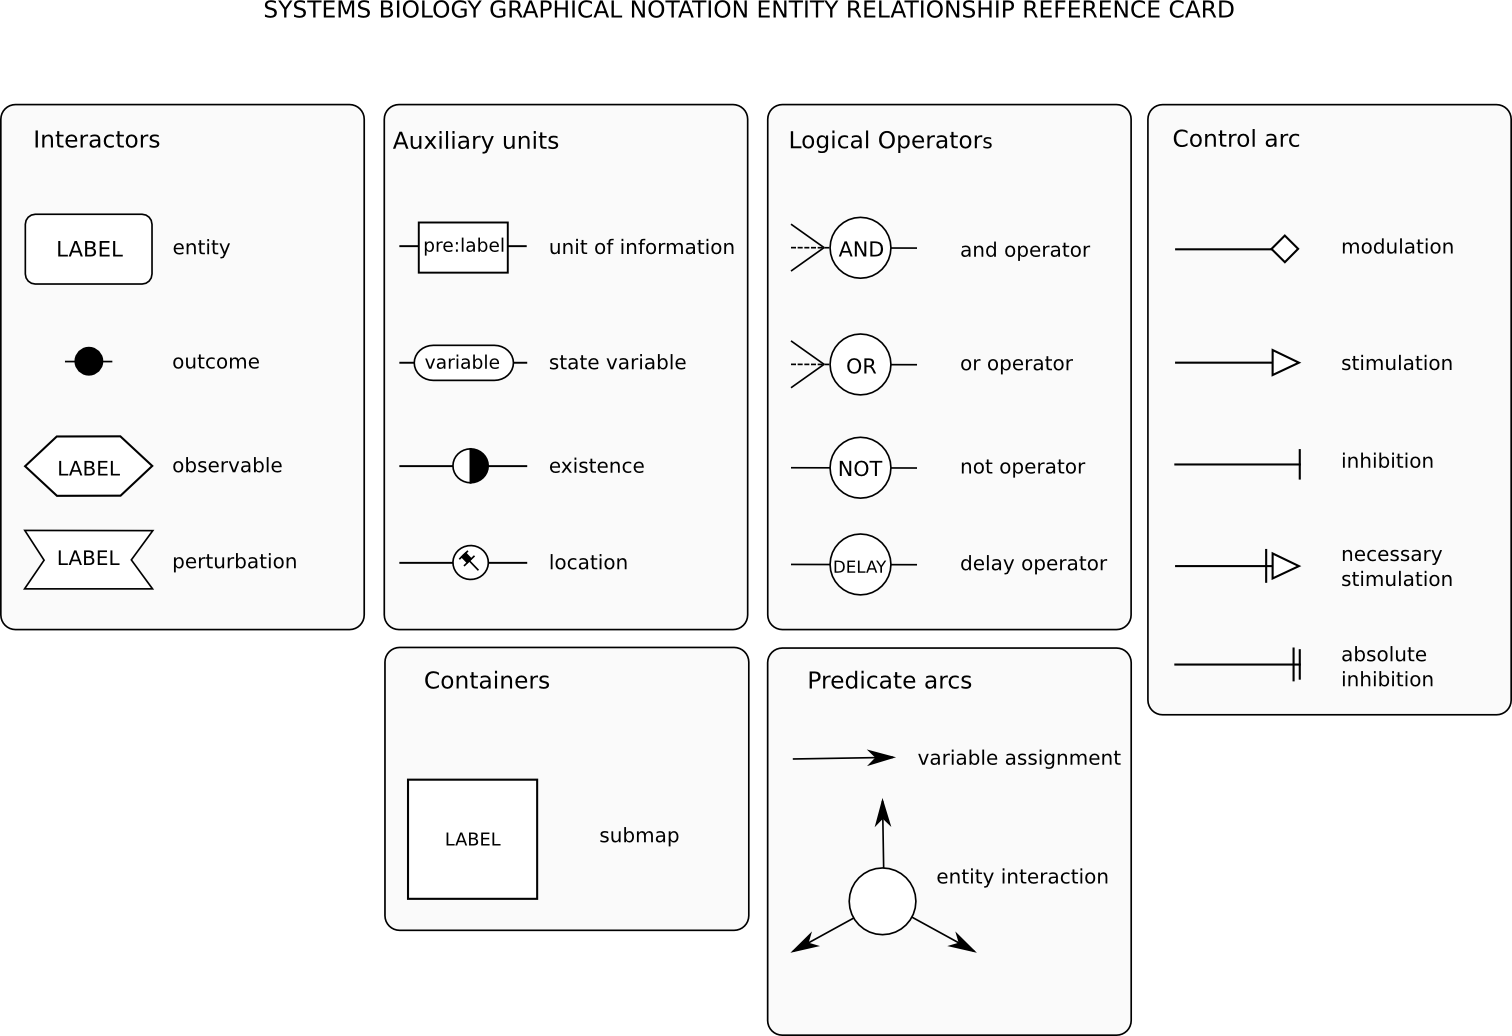 SYSTEMS BIOLOGY GRAPHICAL NOTATION ENTITY RELATIONSHIP REFERENCE CARD
Interactors
LABEL entity
outcome
LABEL observable
LABEL perturbation
Auxiliary units
pre:label unit of information
variable state variable
existence
location
Logical Operators
AND and operator
OR or operator
NOT not operator
DELAY delay operator
Control arc
modulation
stimulation
inhibition
necessary
stimulation
absolute
inhibition
Containers
LABEL submap
Predicate arcs
variable assignment
entity interaction